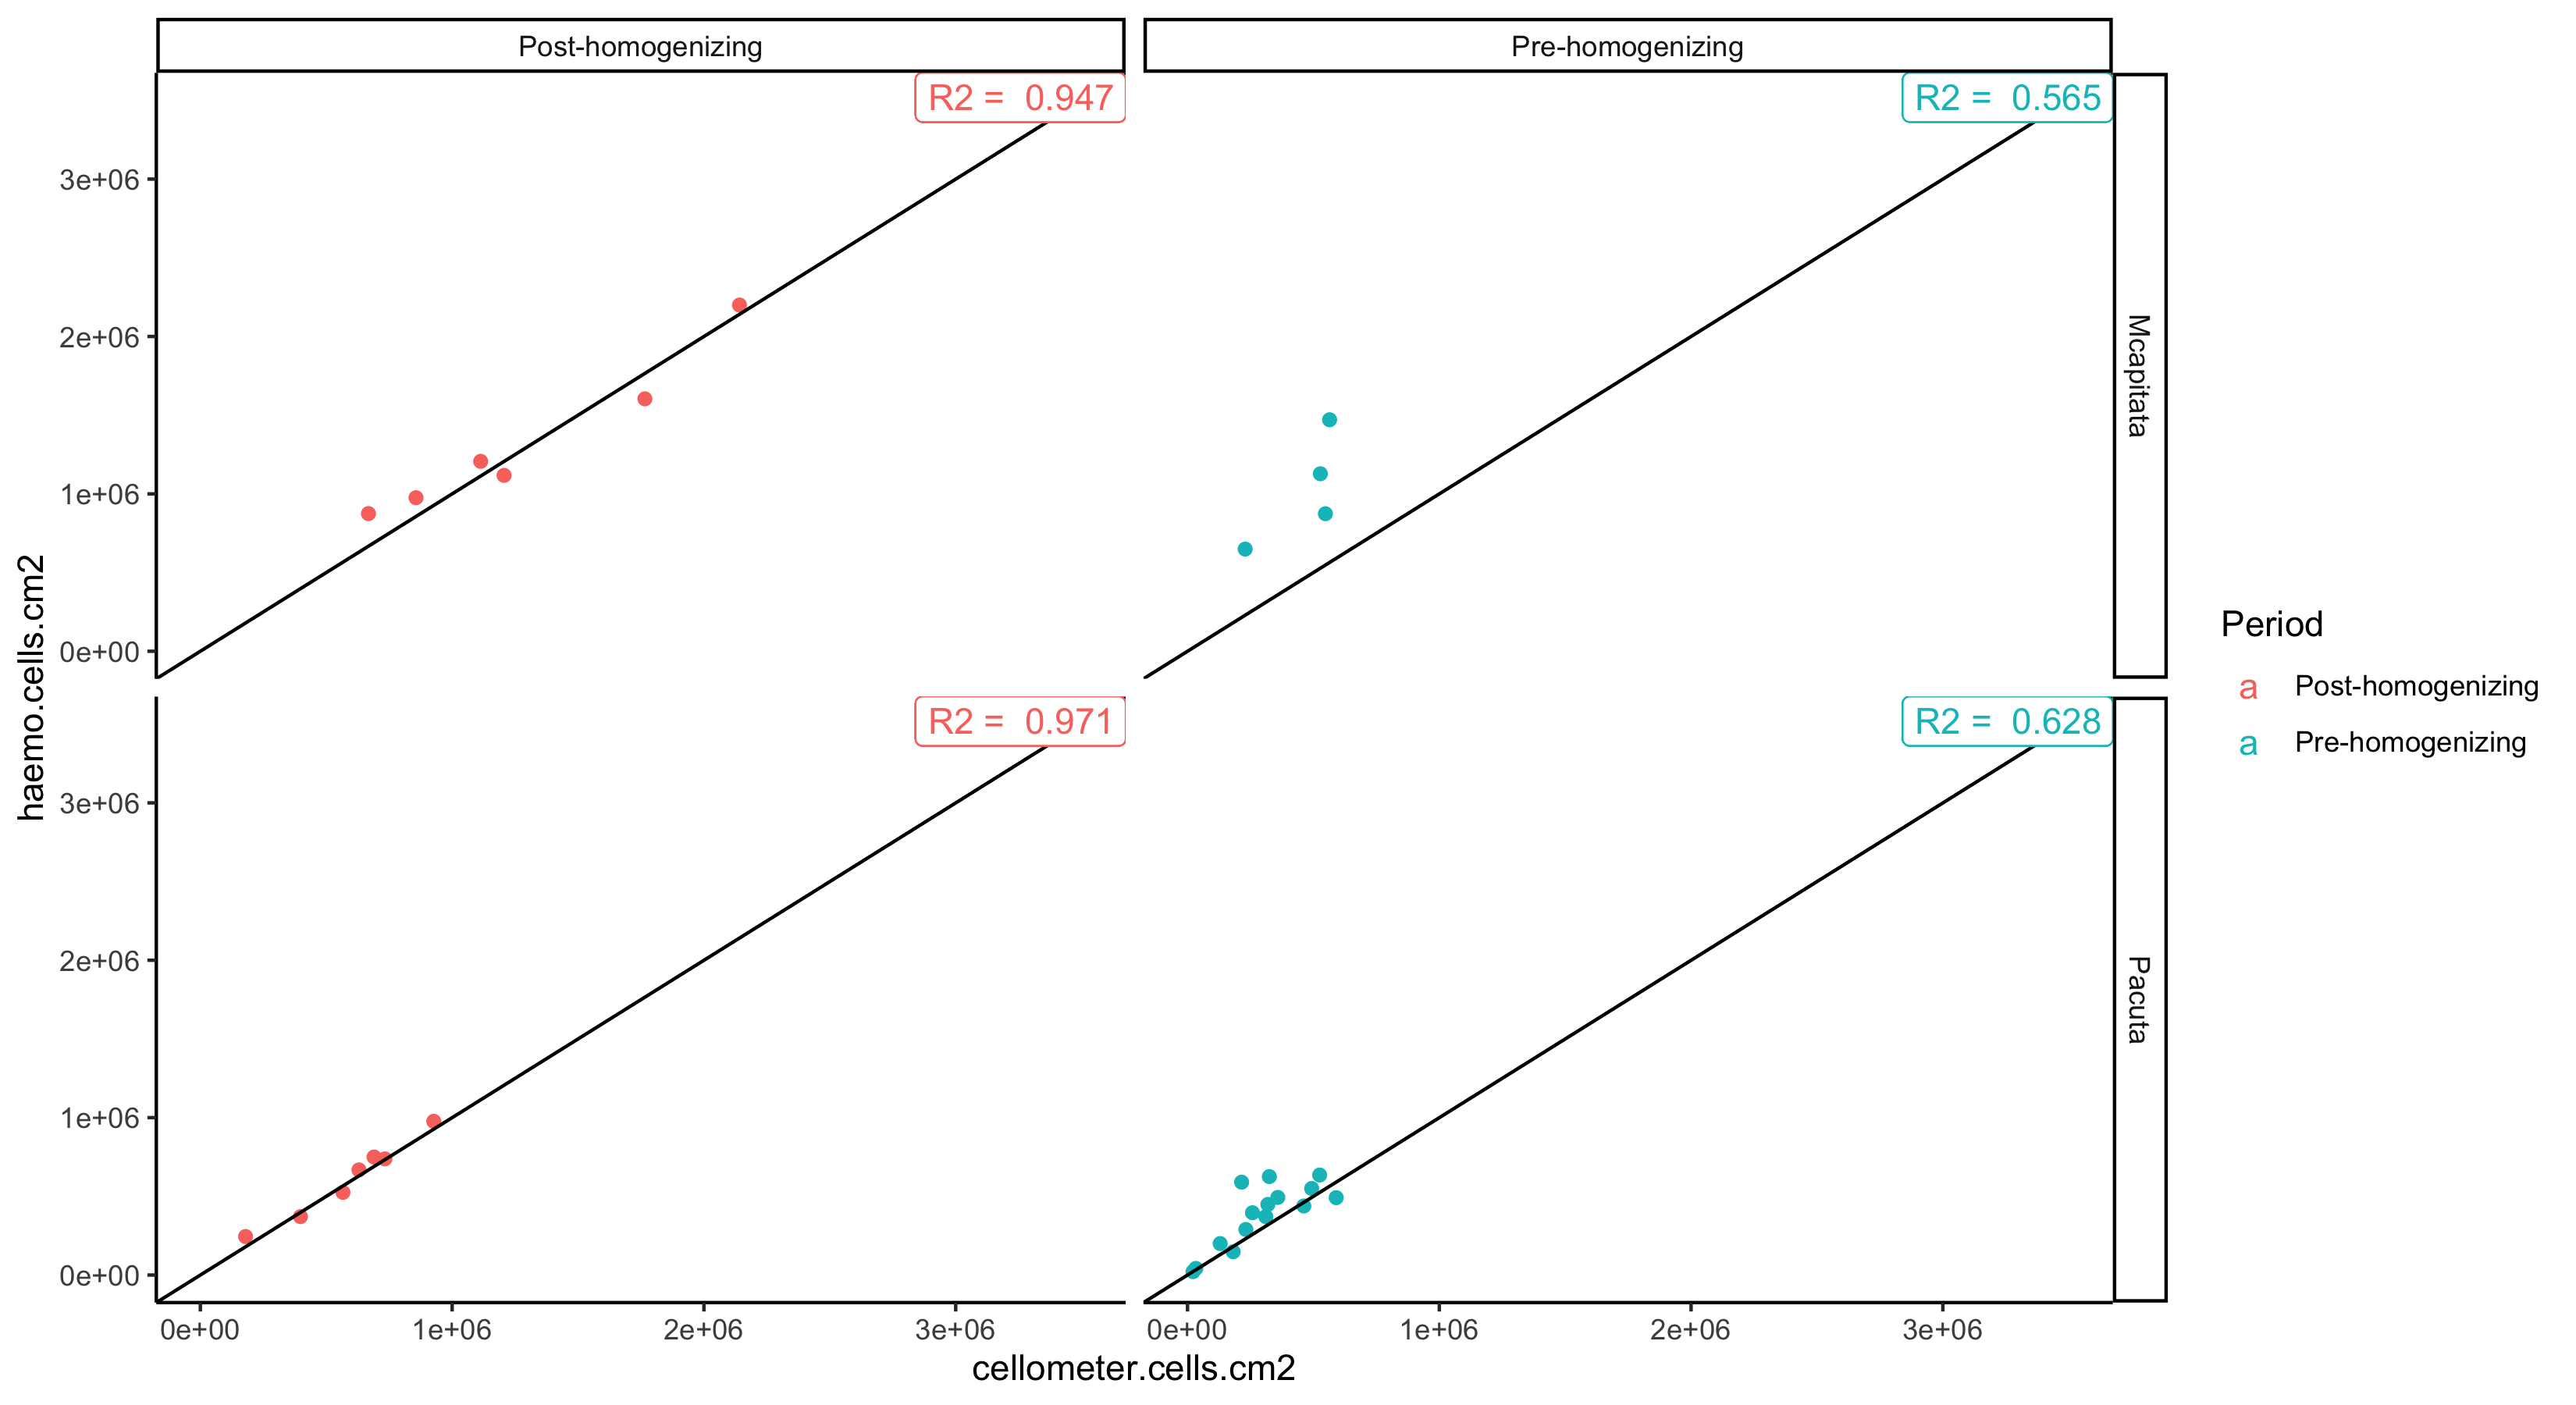 Post-homogenizing
Pre-homogenizing
R2 =  0.947
R2 =  0.565
3e+06
2e+06
1e+06
0e+00
Mcapitata
R2 =  0.971
R2 =  0.628
3e+06
2e+06
1e+06
0e+00
Pacuta
0e+00 1e+06 2e+06 3e+06
0e+00 1e+06 2e+06 3e+06
cellometer.cells.cm2
haemo.cells.cm2
Period
a Post-homogenizing
a Pre-homogenizing